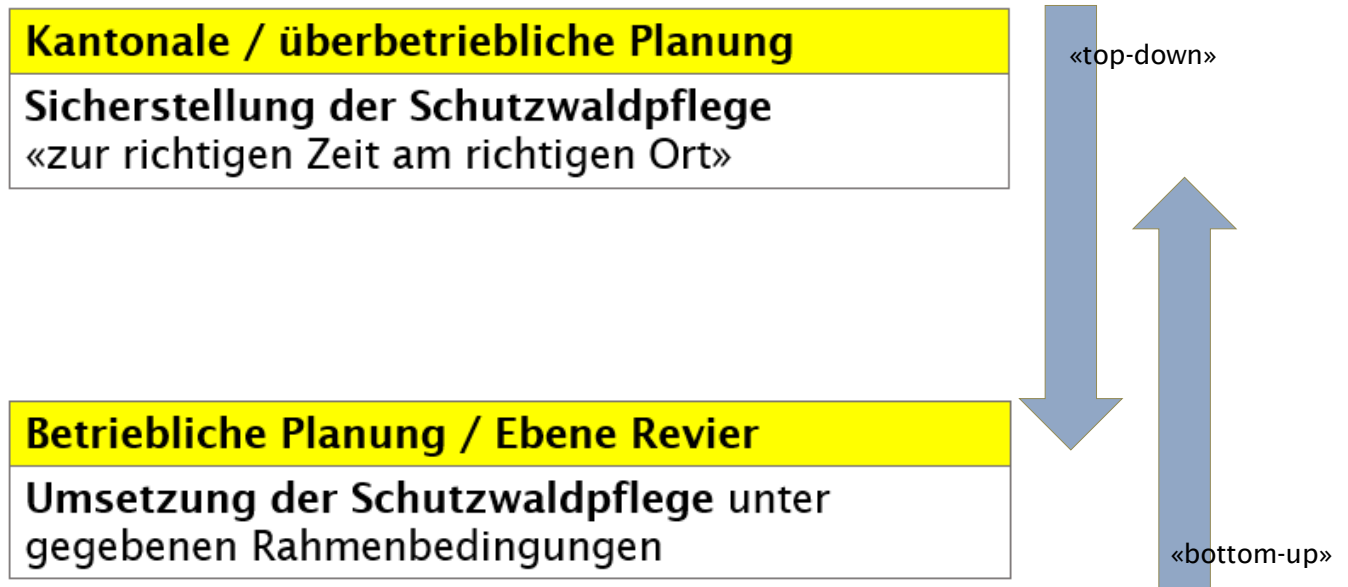 Kantonale / überbetriebliche Planung
«top-down»
Sicherstellung der Schutzwaldpflege
«zur richtigen Zeit am richtigen Ort»
Betriebliche Planung / Ebene Revier
Umsetzung der Schutzwaldpflege unter
gegebenen Rahmenbedingungen
«bottom-up»